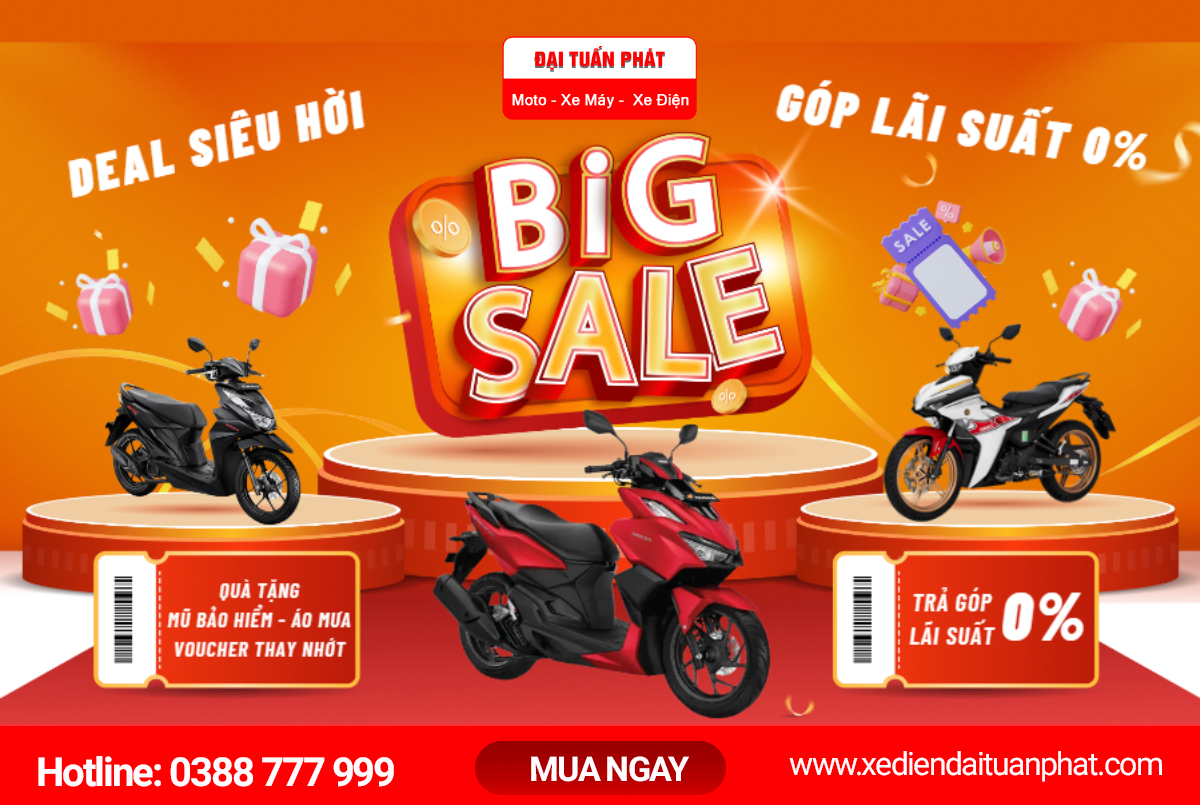 ĐẠI TUẤN PHÁT
Moto - Xe Máy - Xe Điện
DEAL SIÊU HỜI
GÓP LÃI SUẤT 0%
BiG
SALE
%
%
SALE
%
QUÀ TẶNG
MŨ BẢO HIỂM - ÁO MƯA
VOUCHER THAY NHỚT
TRẢ GÓP
LÃI SUẤT
0%
Hotline: 0388 777 999
MUA NGAY
www.xediendaituanphat.com